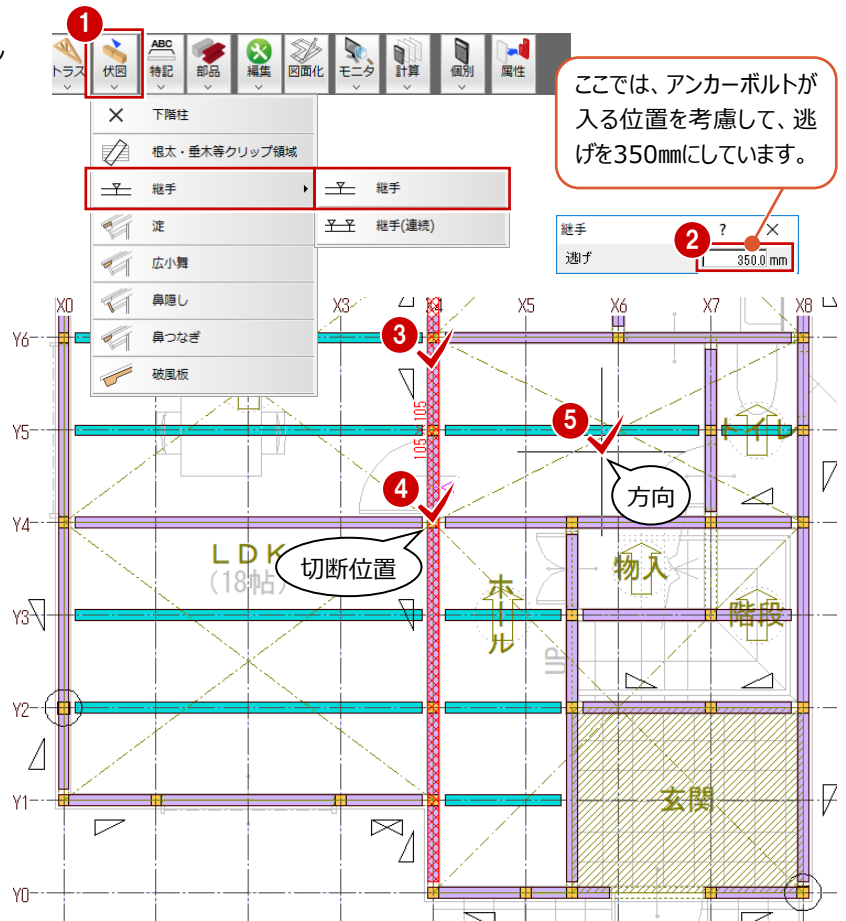 1
トラス 伏図 ABC 特記 部品 編集 図面化 モニタ 計算 個別 属性
下階柱
根太・垂木等クリップ領域
継手 継手
淀 継手(連続)
広小舞
鼻隠し
鼻つなぎ
破風板
ここでは、アンカーボルトが
入る位置を考慮して、逃
げを350㎜にしています。
継手 ? ×
2
逃げ 350.0 mm
X0 X3 X4 X5 X6 X7 X8
Y6
3
105 × 105
Y5
5
トイレ
4
方向
Y4
切断位置
LDK
(18帖)
ホール
物入
階段
Y3
UP
Y2
Y1
玄関
Y0